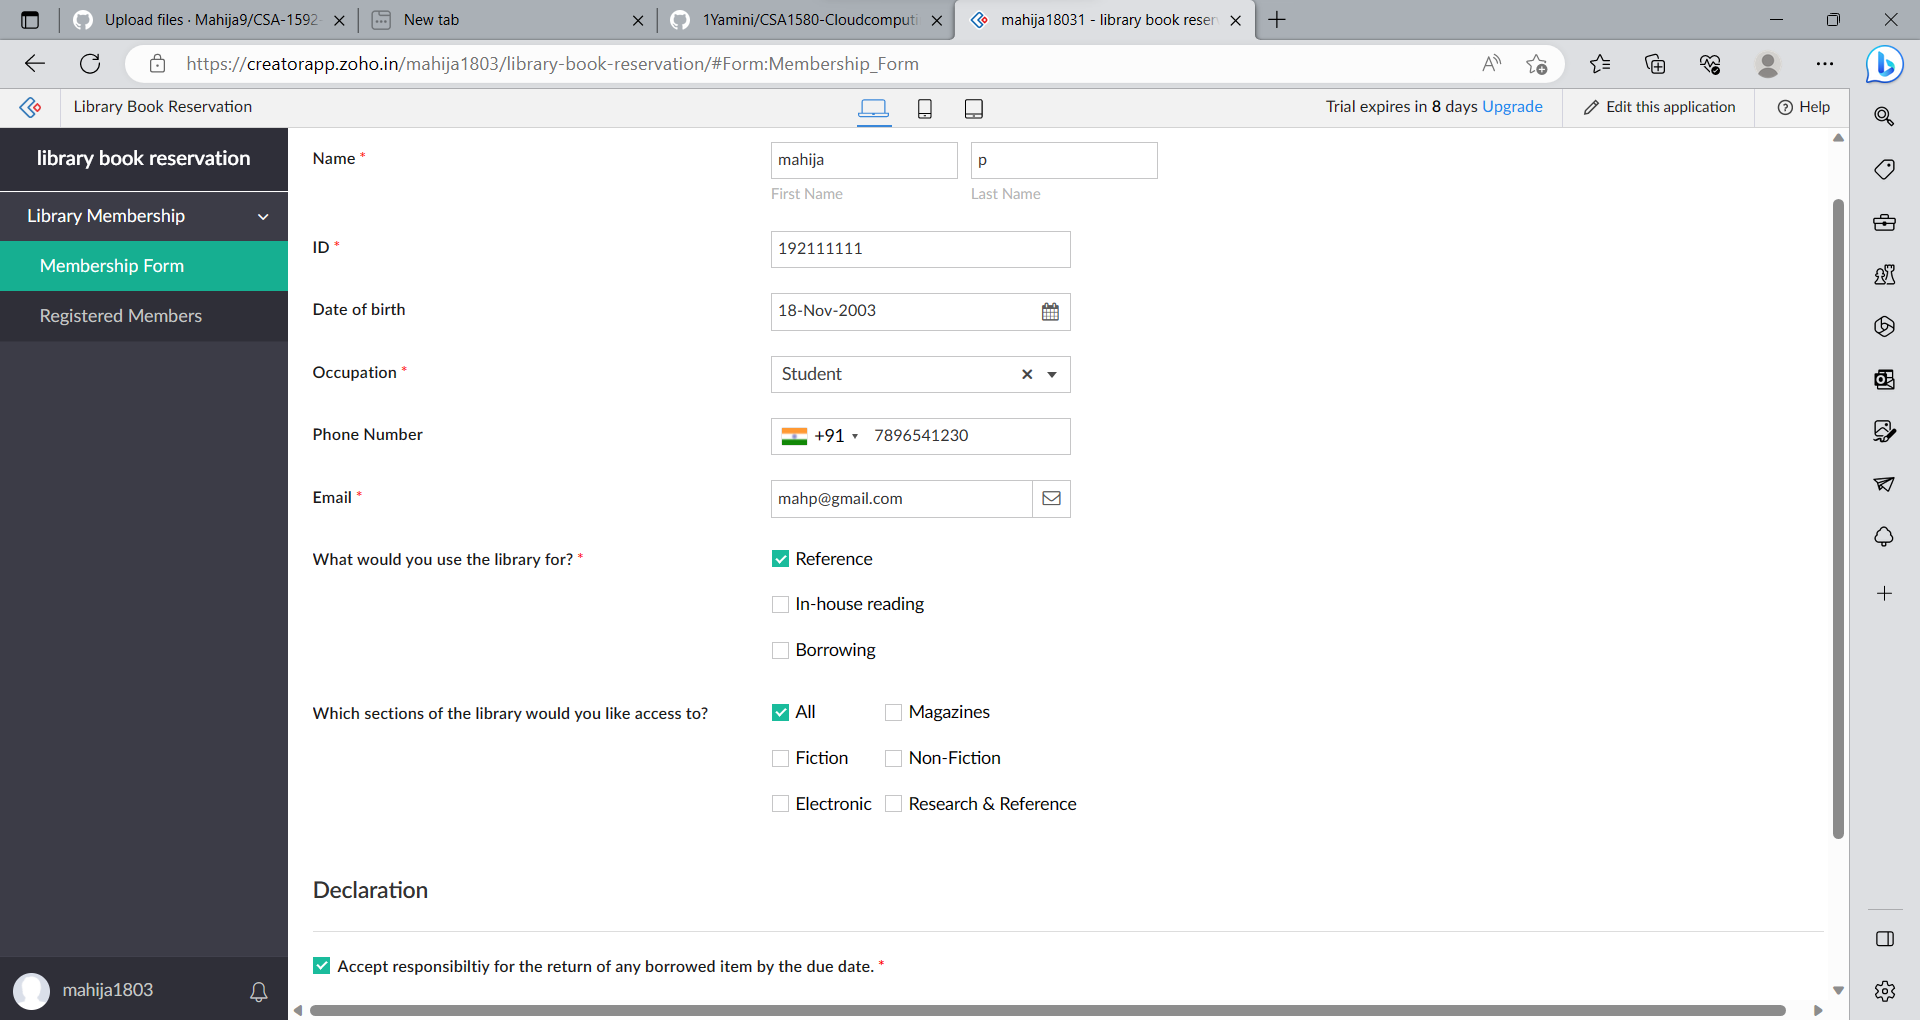 Upload files · Mahija9/CSA-1592-
New tab
1Yamini/CSA1580-Cloudcomputi
mahija18031 - library book reser
https://creatorapp.zoho.in/mahija1803/library-book-reservation/#Form:Membership_Form
Library Book Reservation
Trial expires in 8 days Upgrade
Edit this application
Help
library book reservation
Library Membership
Membership Form
Registered Members
mahija1803
Name *
mahija
p
First Name
Last Name
ID *
192111111
Date of birth
18-Nov-2003
Occupation *
Student
Phone Number
+91
7896541230
Email *
mahp@gmail.com
What would you use the library for? *
Reference
In-house reading
Borrowing
Which sections of the library would you like access to?
All
Magazines
Fiction
Non-Fiction
Electronic
Research & Reference
Declaration
Accept responsibiltiy for the return of any borrowed item by the due date. *